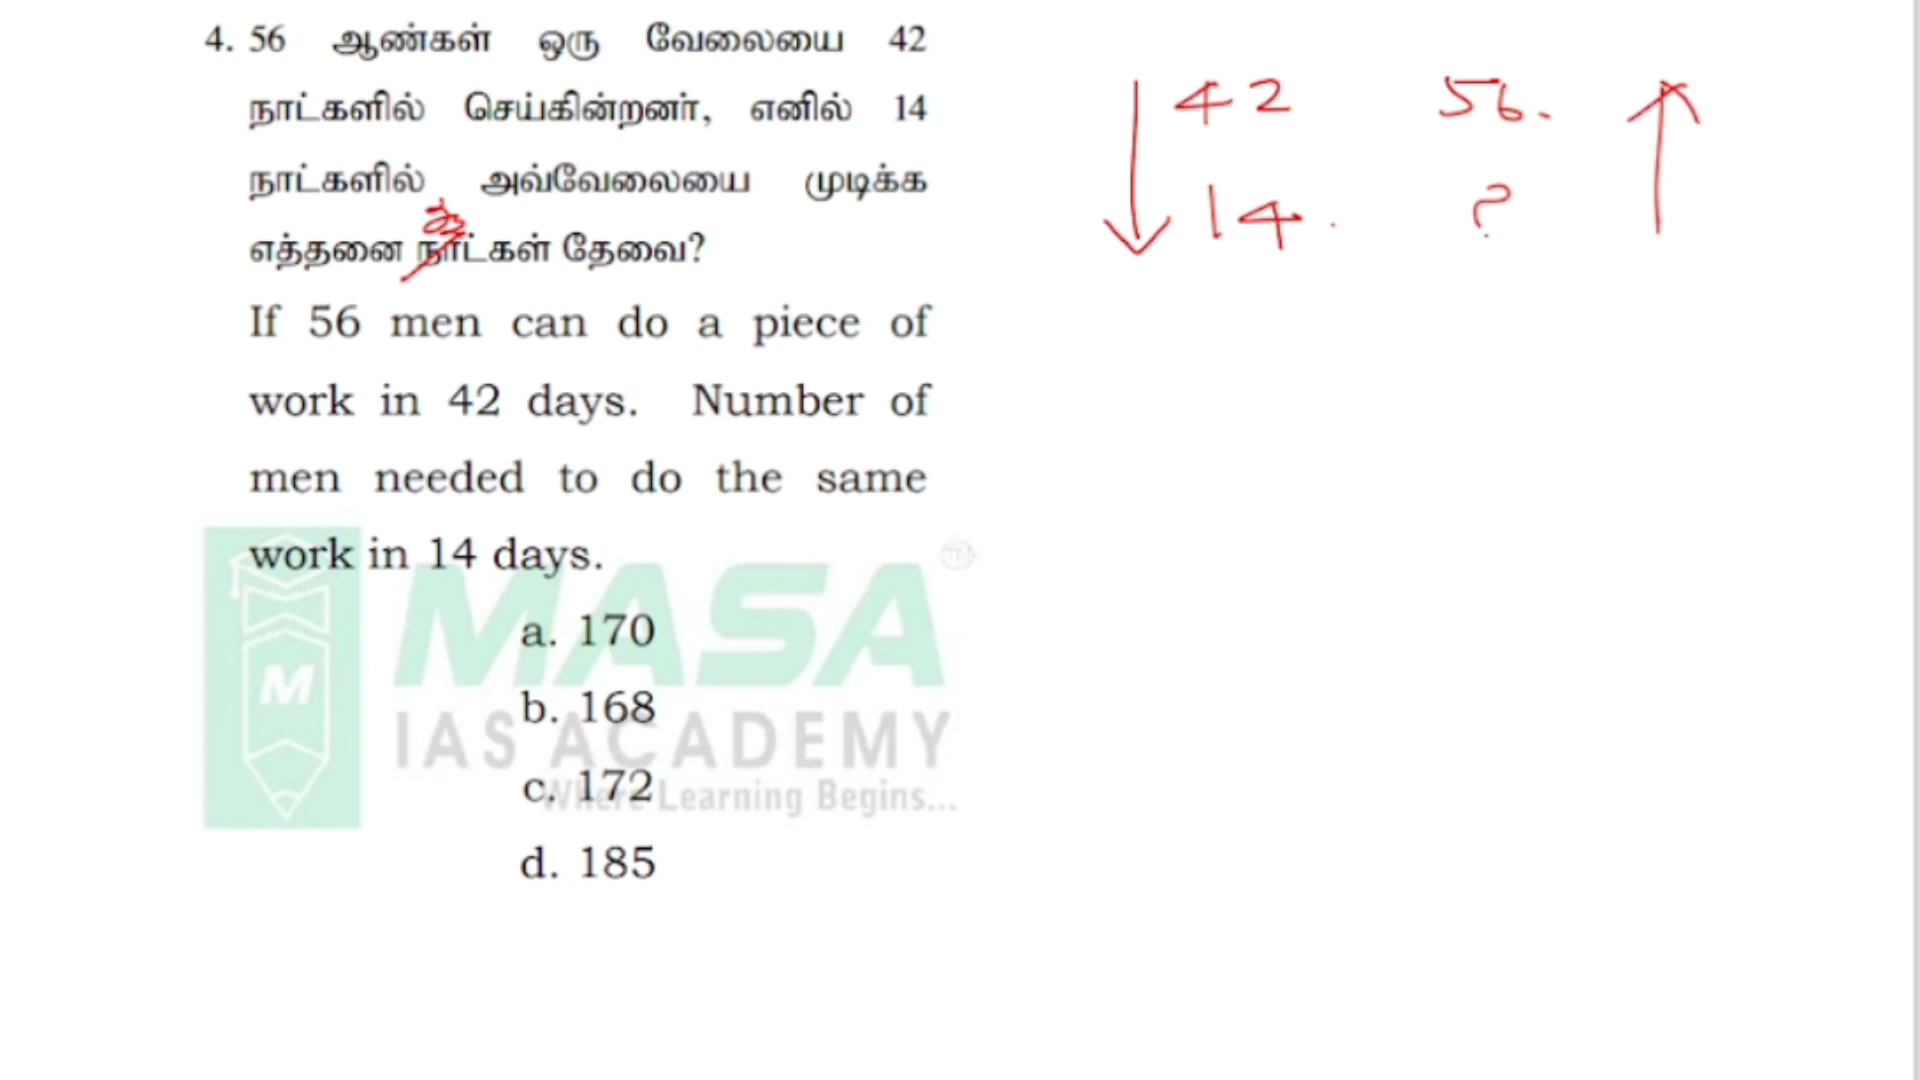 4. 56 ஆண்கள் ஒரு வேலையை 42
நாட்களில் செய்கின்றனர், எனில் 14
நாட்களில் அவ்வேலையை முடிக்க
எத்தனை நாட்கள் தேவை?
If 56 men can do a piece of
work in 42 days. Number of
men needed to do the same
work in 14 days.
a. 170
b. 168
c. 172
d. 185
42 56.
14. ?
M
MASA
IAS ACADEMY
Where Learning Begins...